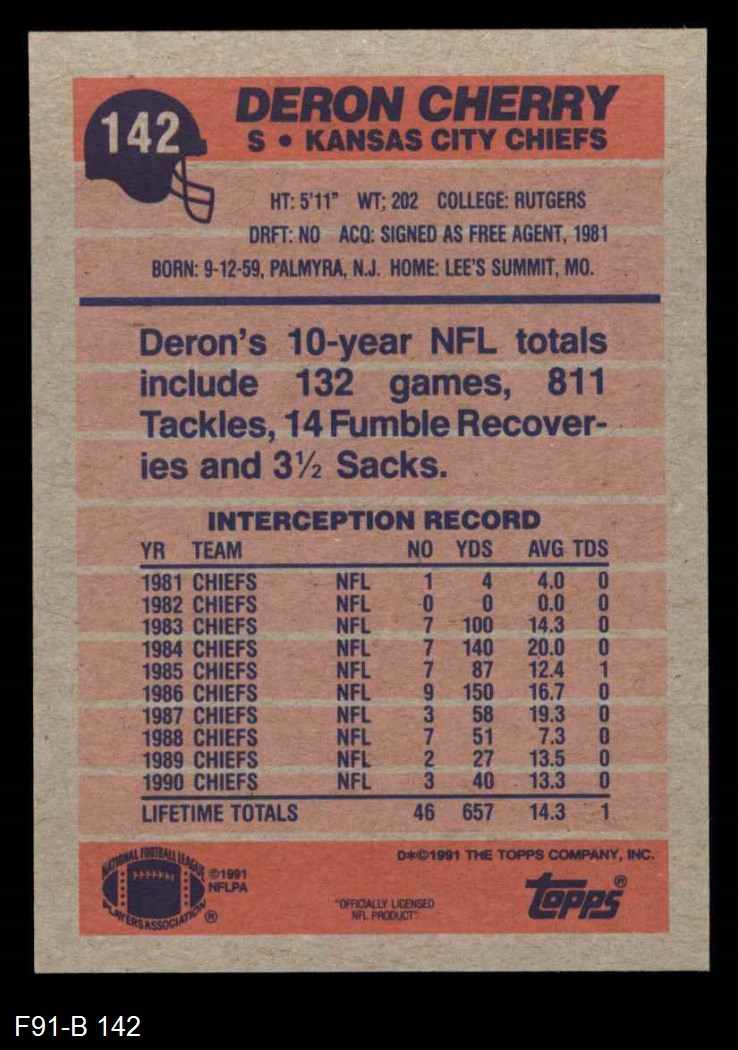 142
DERON CHERRY
S • KANSAS CITY CHIEFS
HT: 5'11" WT: 202 COLLEGE: RUTGERS
DRFT: NO ACQ: SIGNED AS FREE AGENT, 1981
BORN: 9-12-59, PALMYRA, N.J. HOME: LEE'S SUMMIT, MO.
Deron's 10-year NFL totals
include 132 games, 811
Tackles, 14 Fumble Recover-
ies and 3½ Sacks.
INTERCEPTION RECORD
YR TEAM NO YDS AVG TDS
1981 CHIEFS NFL 1 4 4.0 0
1982 CHIEFS NFL 0 0 0.0 0
1983 CHIEFS NFL 7 100 14.3 0
1984 CHIEFS NFL 7 140 20.0 0
1985 CHIEFS NFL 7 87 12.4 1
1986 CHIEFS NFL 9 150 16.7 0
1987 CHIEFS NFL 3 58 19.3 0
1988 CHIEFS NFL 7 51 7.3 0
1989 CHIEFS NFL 2 27 13.5 0
1990 CHIEFS NFL 3 40 13.3 0
LIFETIME TOTALS 46 657 14.3 1
D*©1991 THE TOPPS COMPANY, INC.
NATIONAL FOOTBALL LEAGUE
PLAYERS ASSOCIATION ®
©1991
NFLPA
"OFFICIALLY LICENSED
NFL PRODUCT"
topps®
F91-B 142